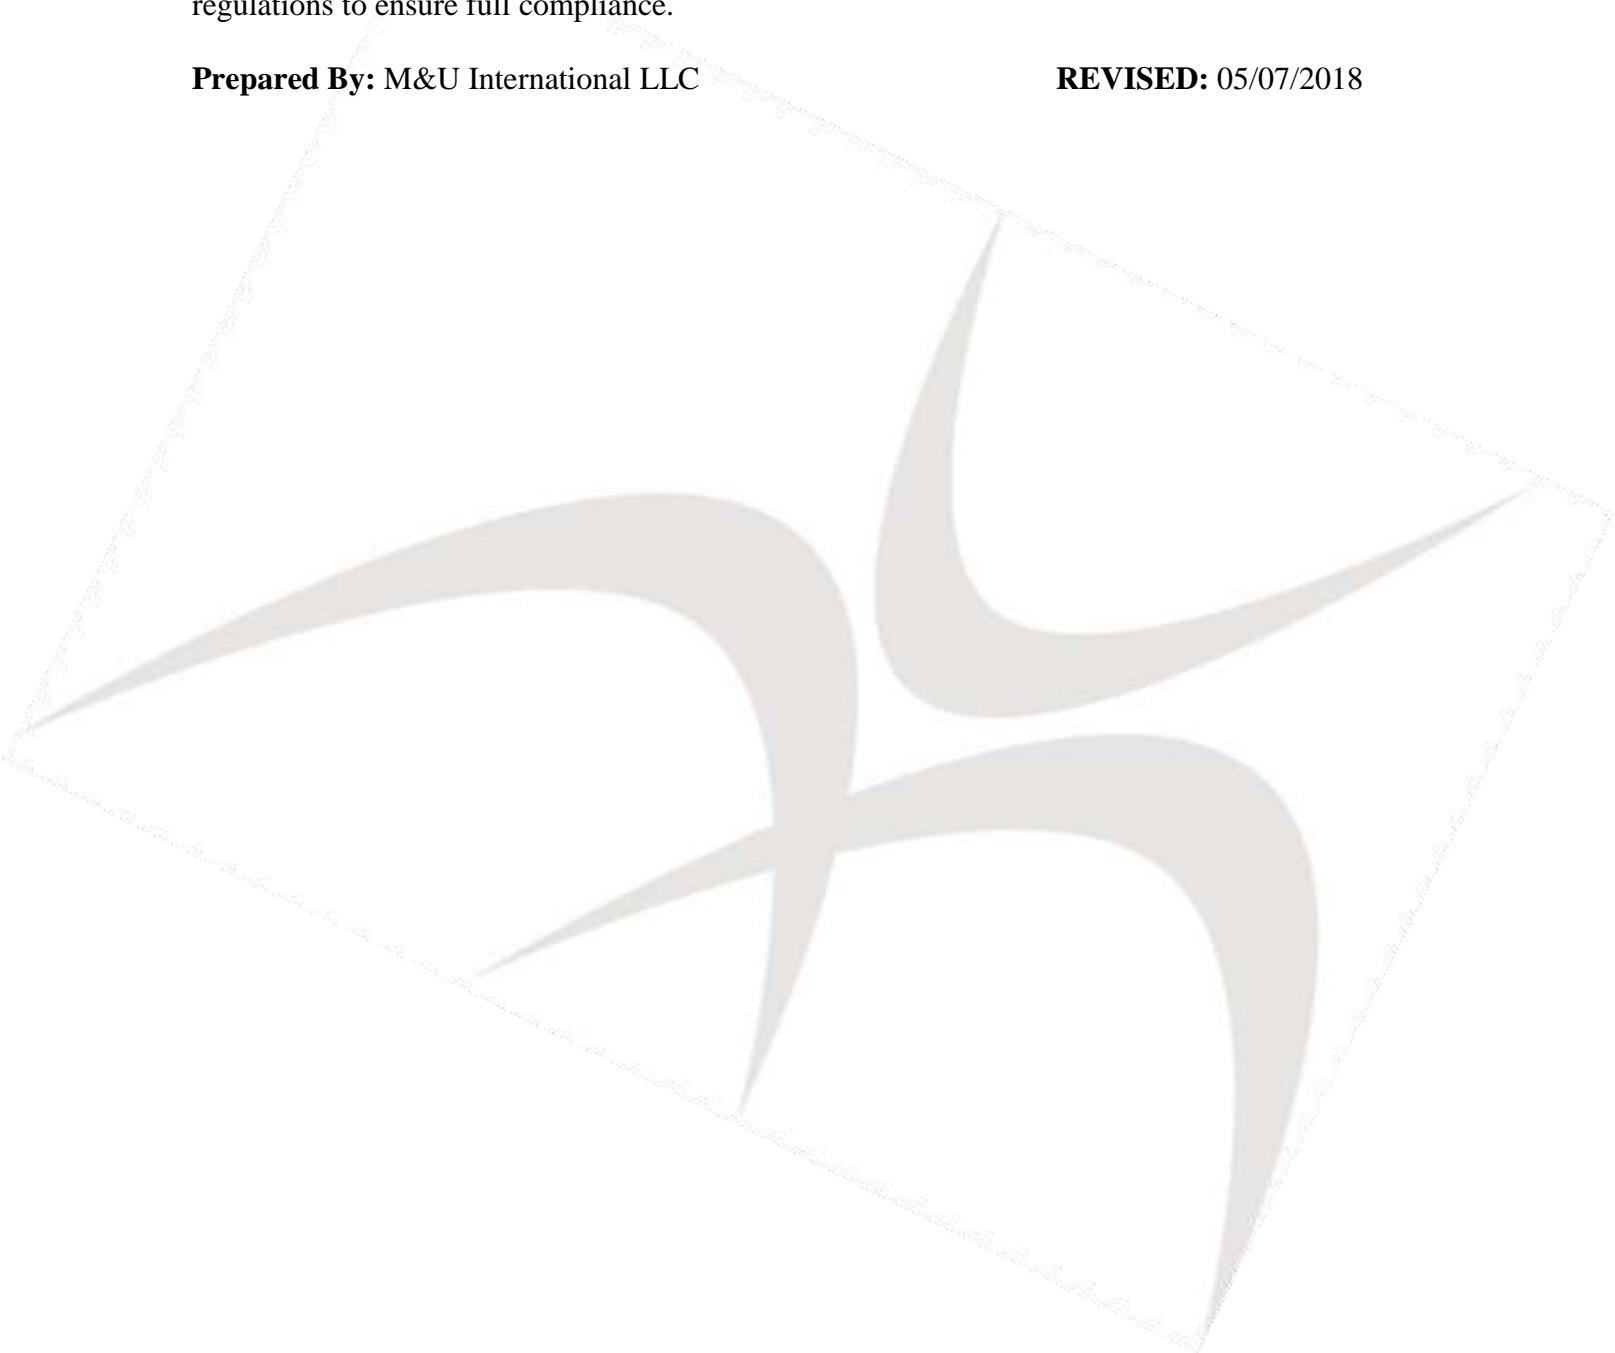 regulations to ensure full compliance.
Prepared By: M&U International LLC REVISED: 05/07/2018